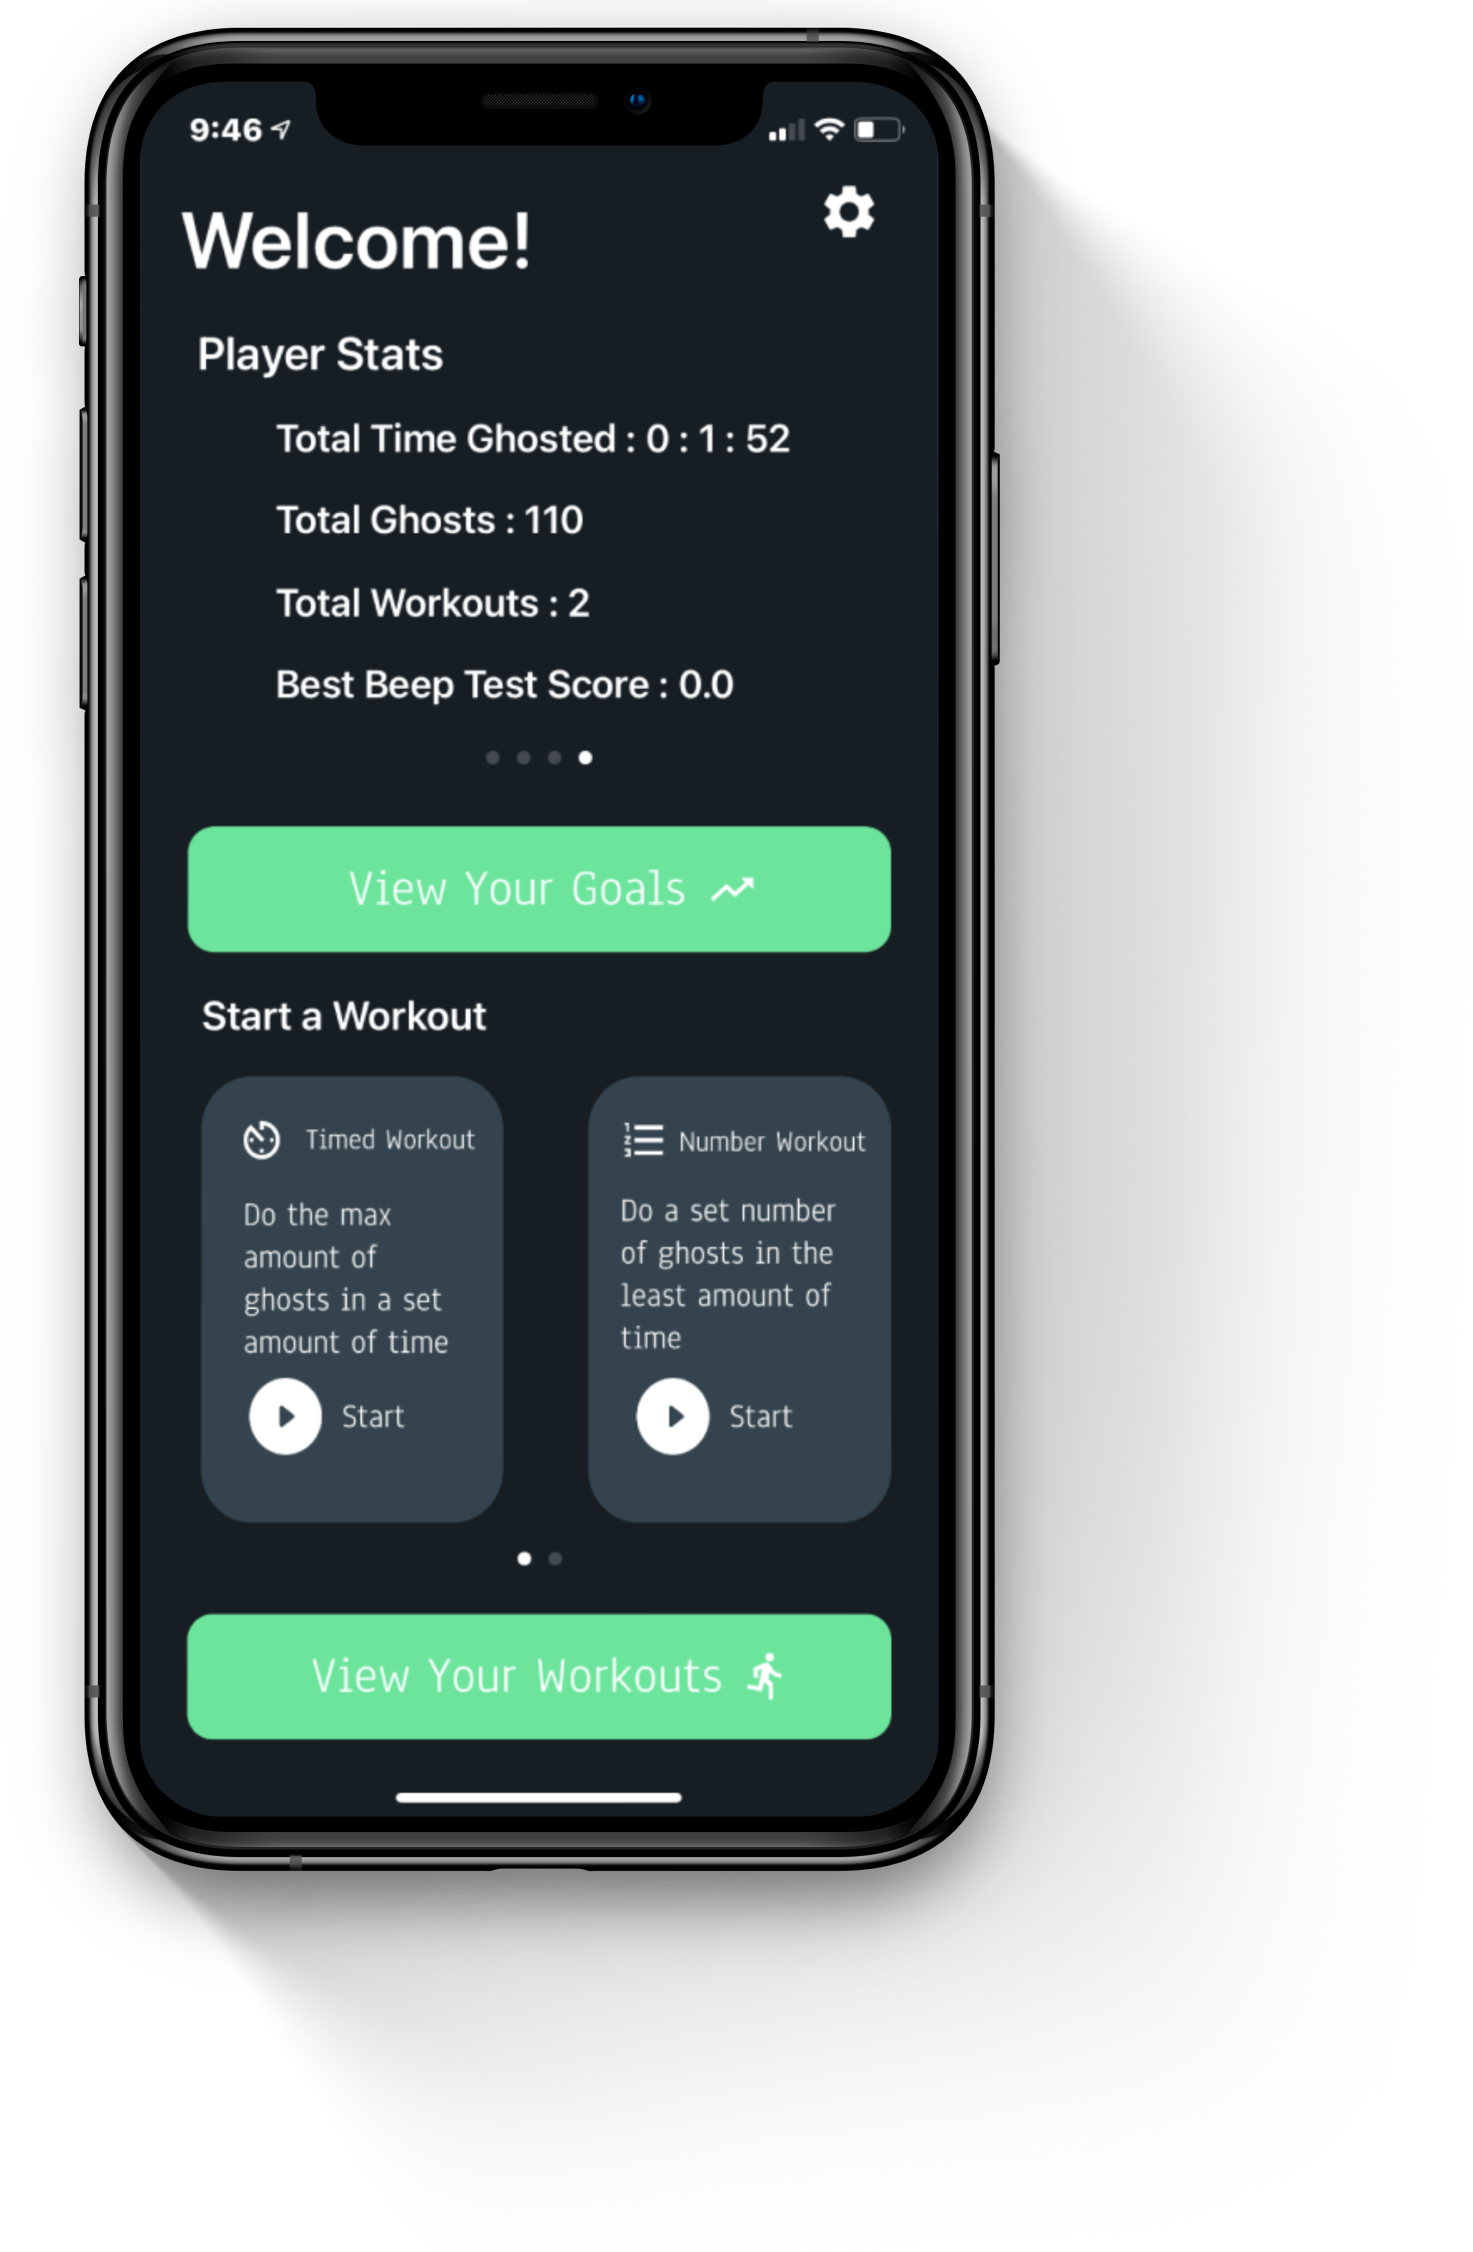 9:46
Welcome!
Player Stats
Total Time Ghosted : 0 : 1 : 52
Total Ghosts : 110
Total Workouts : 2
Best Beep Test Score : 0.0
View Your Goals
Start a Workout
Timed Workout
Do the max
amount of
ghosts in a set
amount of time
Start
Number Workout
Do a set number
of ghosts in the
least amount of
time
Start
View Your Workouts